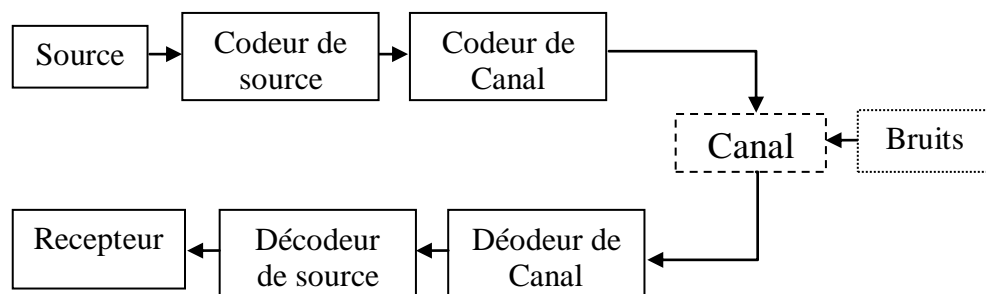 Source
Codeur de
source
Codeur de
Canal
Canal
Bruits
Recepteur
Décodeur
de source
Déodeur de
Canal